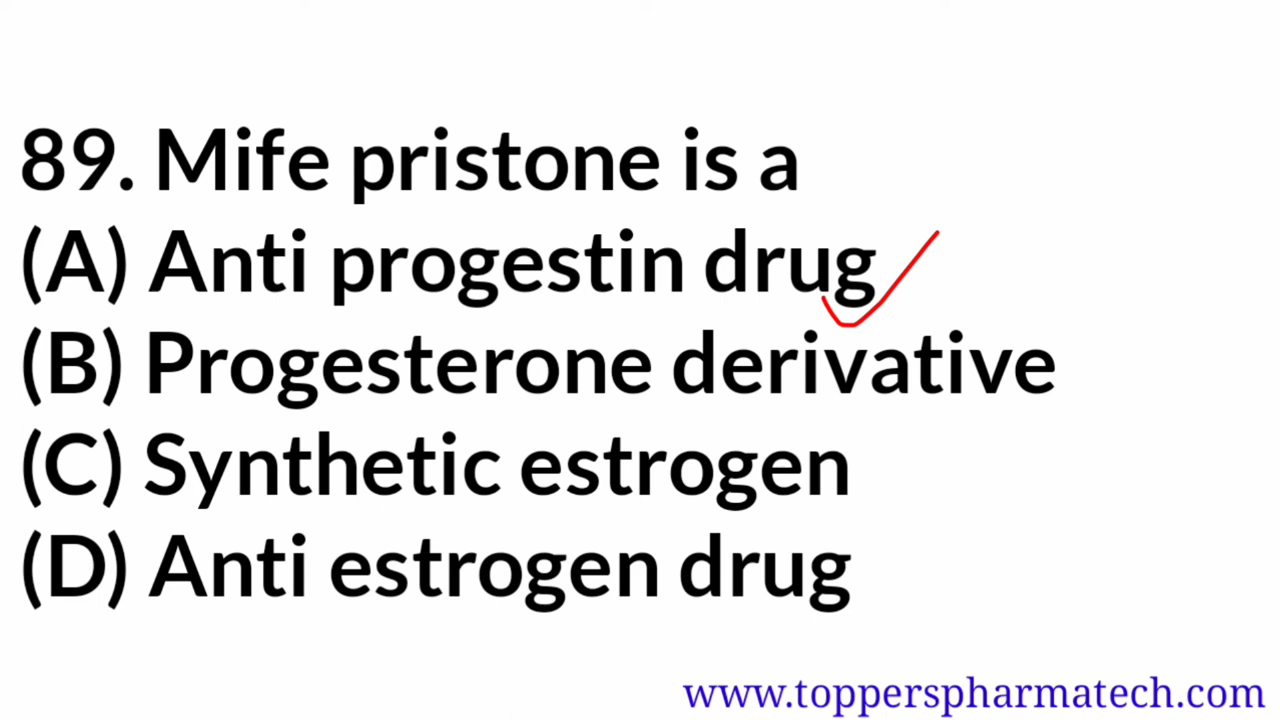 89. Mife pristone is a
(A) Anti progestin drug
(B) Progesterone derivative
(C) Synthetic estrogen
(D) Anti estrogen drug
www.topperspharmatech.com